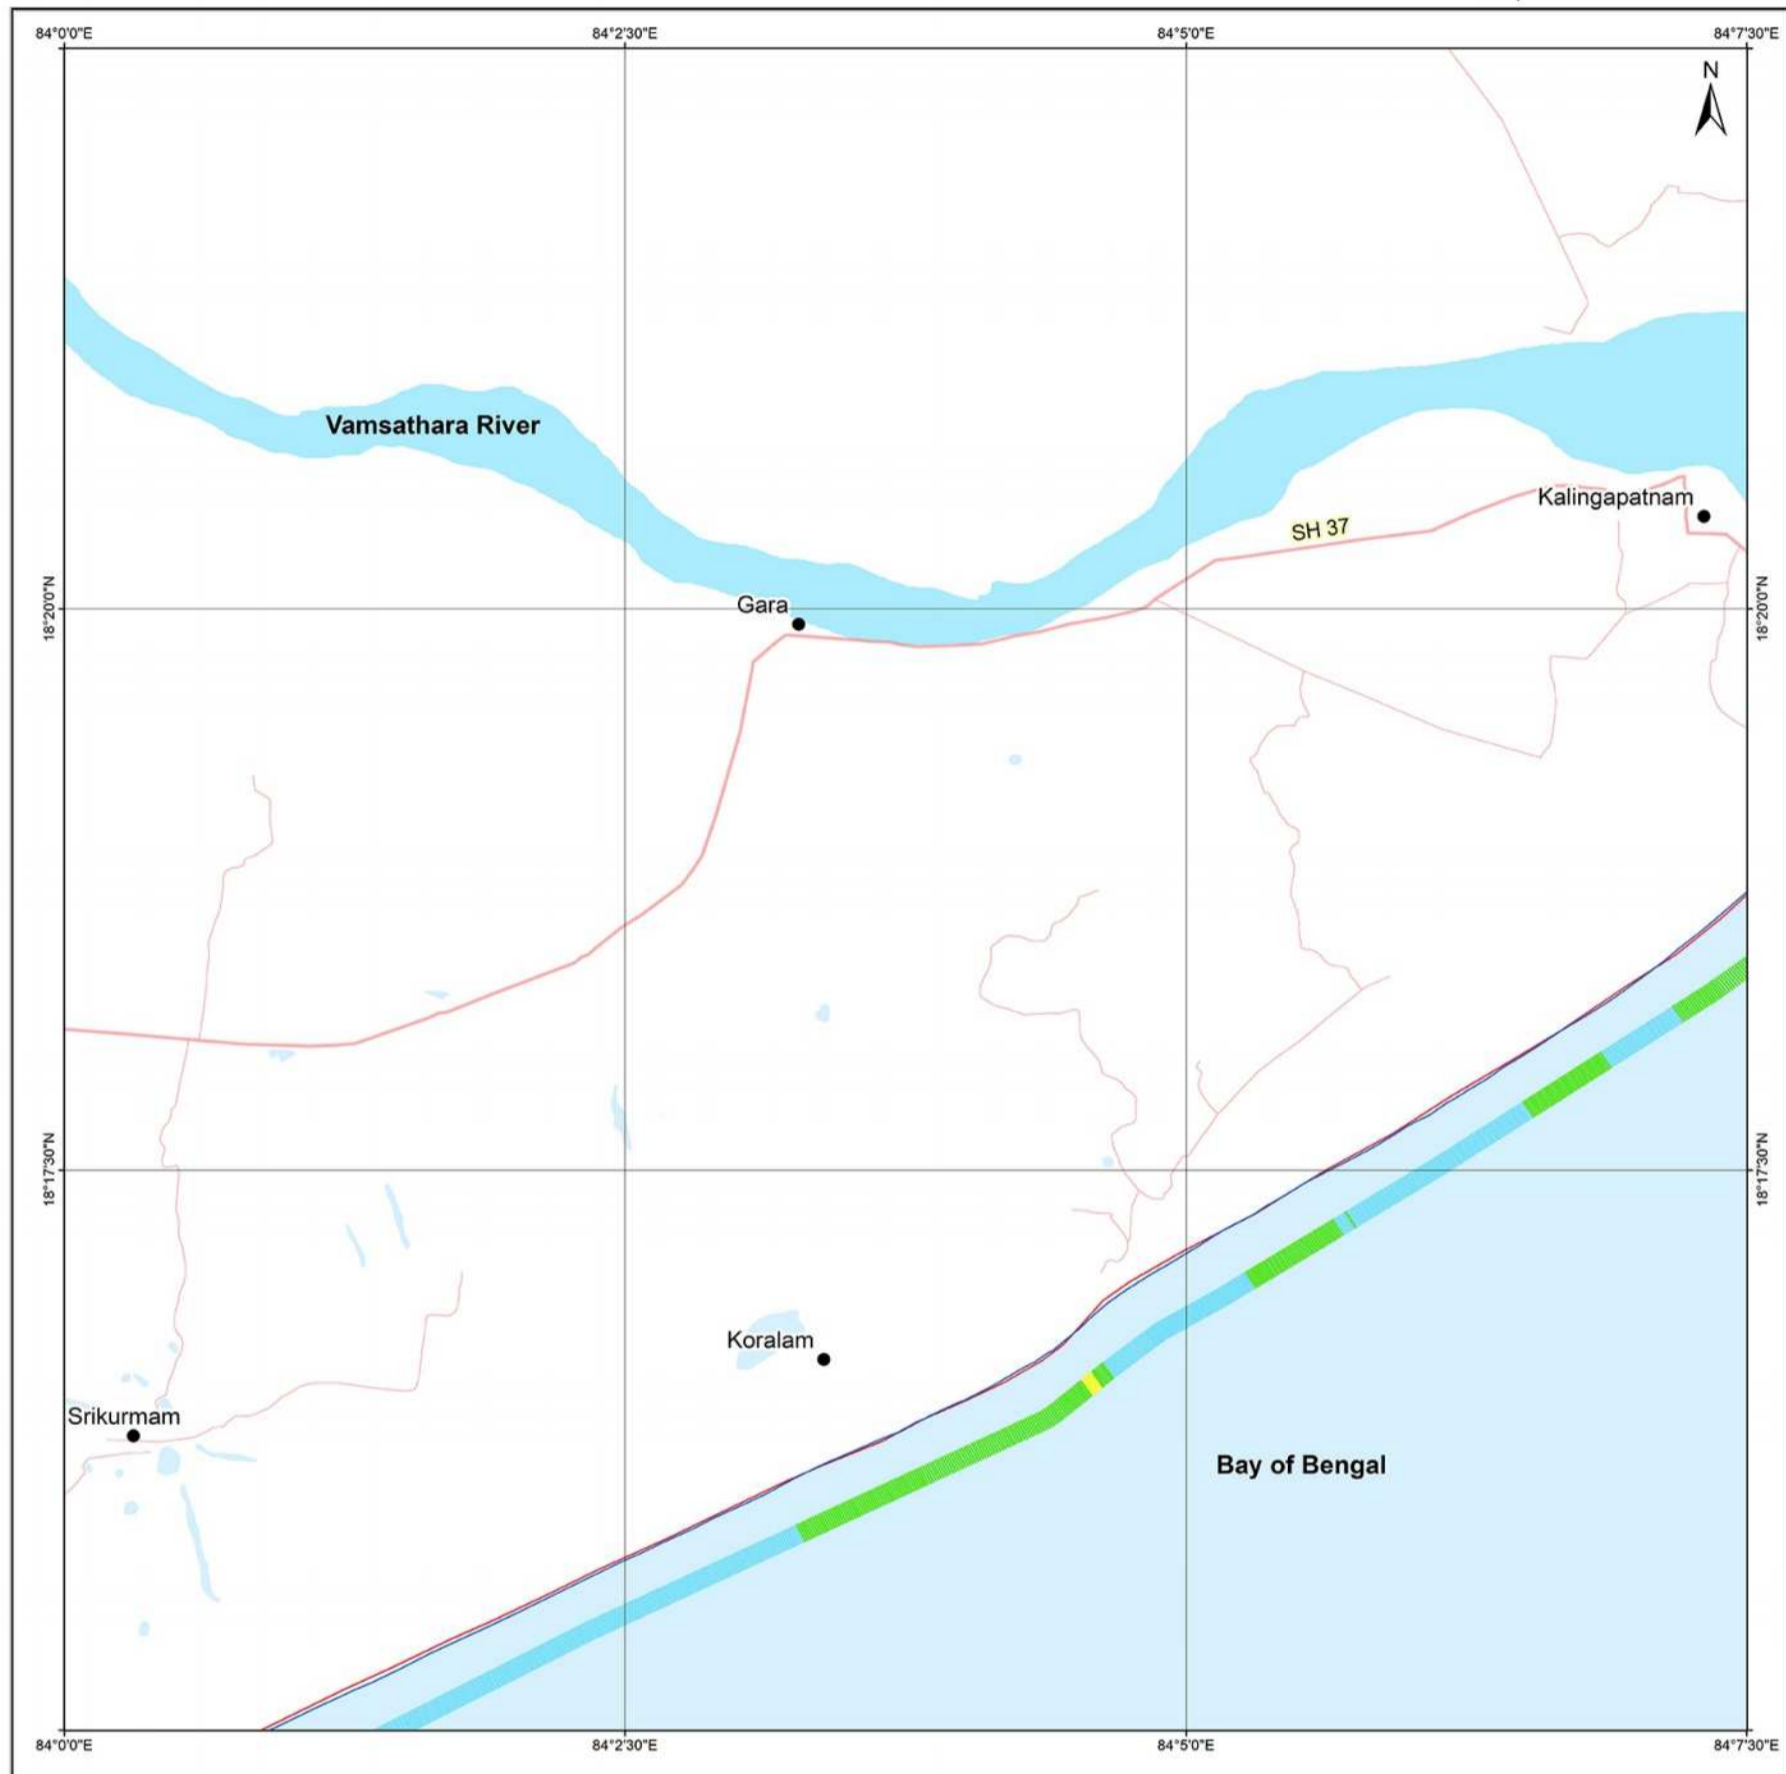 84°0'0"E 84°2'30"E 84°5'0"E 84°7'30"E
N
Vamsathara River
Kalingapatnam
SH 37
18°20'0"N 18°20'0"N
Gara
18°17'30"N 18°17'30"N
Koralam
Srikurmam
Bay of Bengal
84°0'0"E 84°2'30"E 84°5'0"E 84°7'30"E